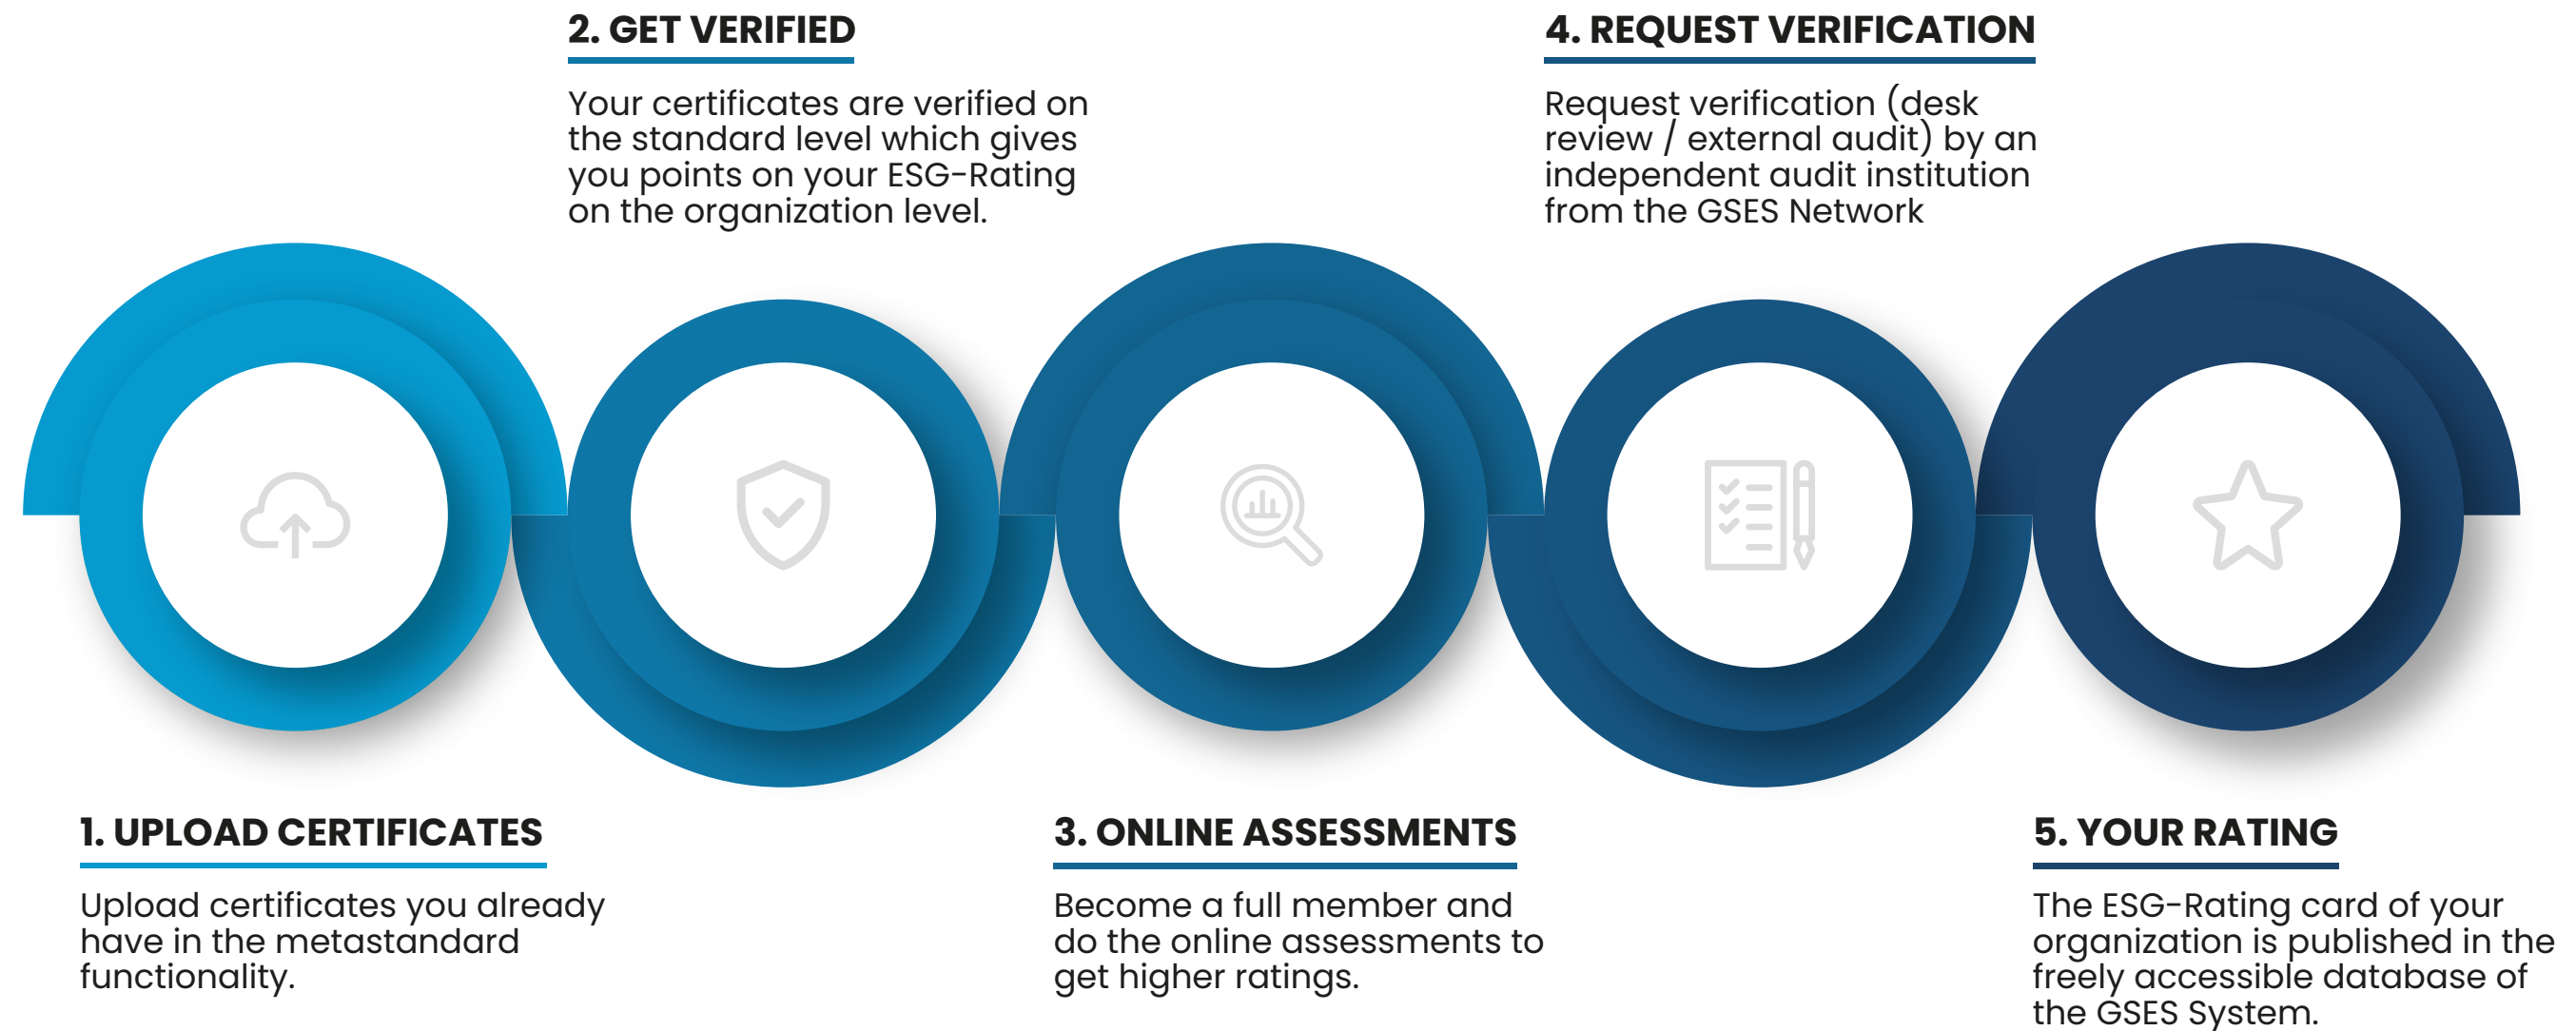 1. UPLOAD CERTIFICATES
Upload certificates you already
have in the metastandard
functionality.
2. GET VERIFIED
Your certificates are verified on
the standard level which gives
you points on your ESG-Rating
on the organization level.
3. ONLINE ASSESSMENTS
Become a full member and
do the online assessments to
get higher ratings.
4. REQUEST VERIFICATION
Request verification (desk
review / external audit) by an
independent audit institution
from the GSES Network
5. YOUR RATING
The ESG-Rating card of your
organization is published in the
freely accessible database of
the GSES System.